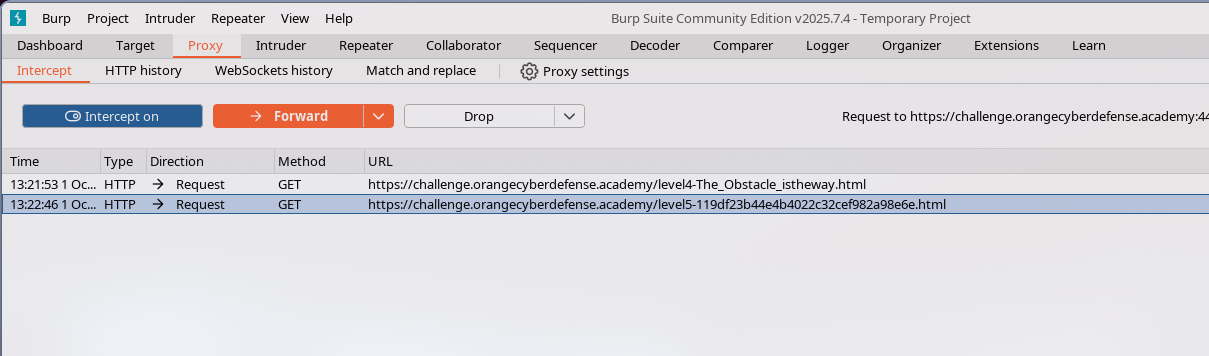 Burp Project Intruder Repeater View Help Burp Suite Community Edition v2025.7.4 - Temporary Project
Dashboard Target Proxy Intruder Repeater Collaborator Sequencer Decoder Comparer Logger Organizer Extensions Learn
Intercept HTTP history WebSockets history Match and replace Proxy settings
Intercept on Forward Drop Request to https://challenge.orangecyberdefense.academy:44
Time Type Direction Method URL
13:21:53 1 Oc... HTTP → Request GET https://challenge.orangecyberdefense.academy/level4-The_Obstacle_istheway.html
13:22:46 1 Oc... HTTP → Request GET https://challenge.orangecyberdefense.academy/level5-119df23b44e4b4022c32cef982a98e6e.html